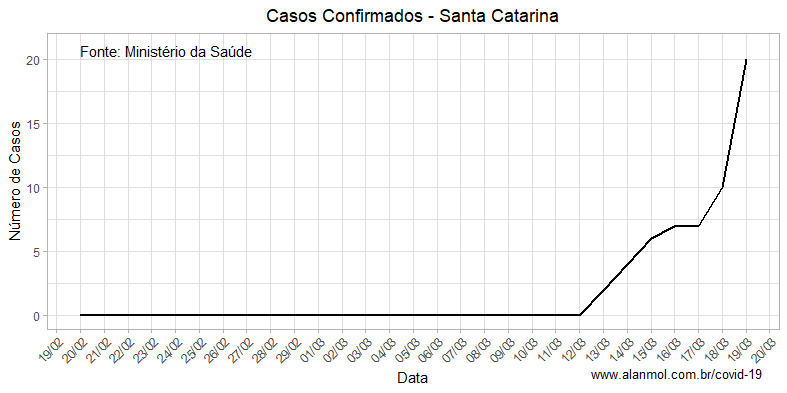 Casos Confirmados - Santa Catarina
Fonte: Ministério da Saúde
Número de Casos
20
15
10
5
0
19/02 20/02 21/02 22/02 23/02 24/02 25/02 26/02 27/02 28/02 29/02 01/03 02/03 03/03 04/03 05/03 06/03 07/03 08/03 09/03 10/03 11/03 12/03 13/03 14/03 15/03 16/03 17/03 18/03 19/03 20/03
Data
www.alanmol.com.br/covid-19